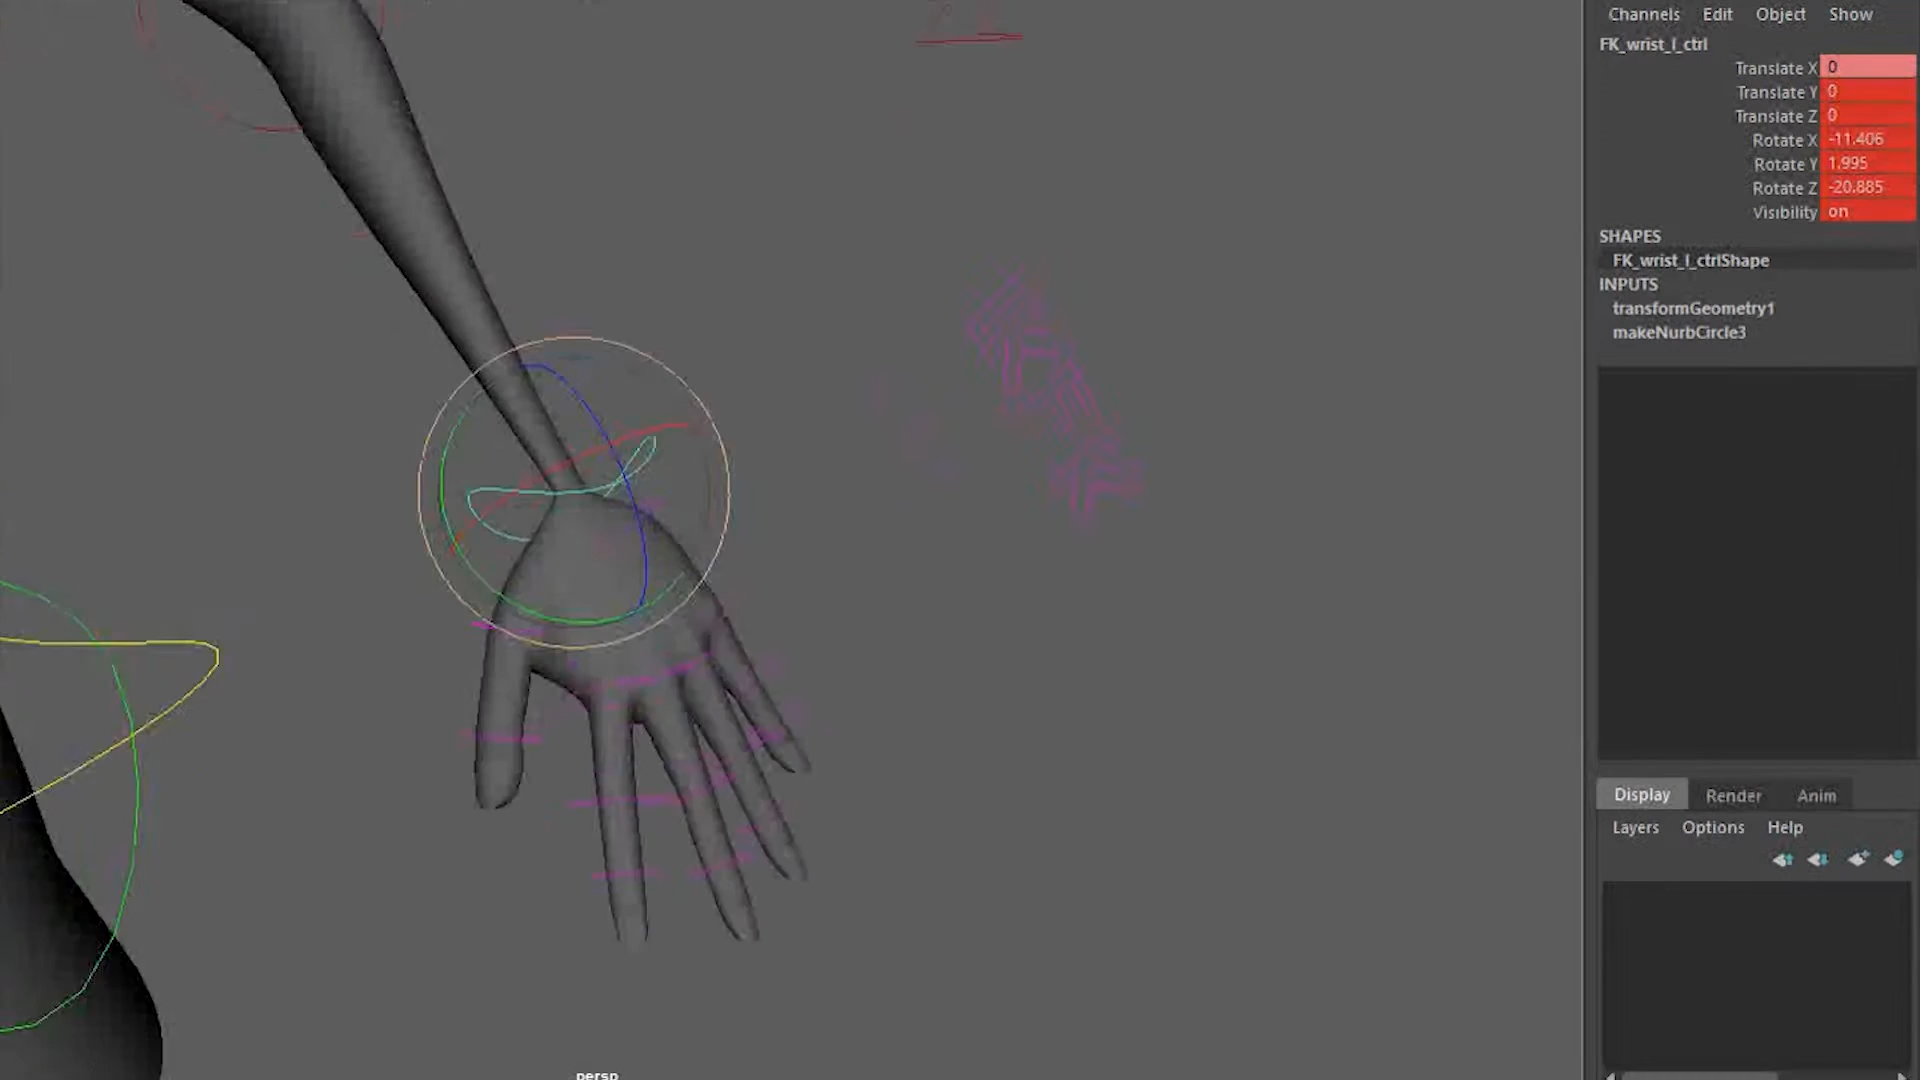 Channels Edit Object Show
FK_wrist_l_ctrl
Translate X 0
Translate Y 0
Translate Z 0
Rotate X -11.406
Rotate Y 1.995
Rotate Z -20.885
Visibility on
SHAPES
FK_wrist_l_ctrlShape
INPUTS
transformGeometry1
makeNurbCircle3
Display Render Anim
Layers Options Help
persp